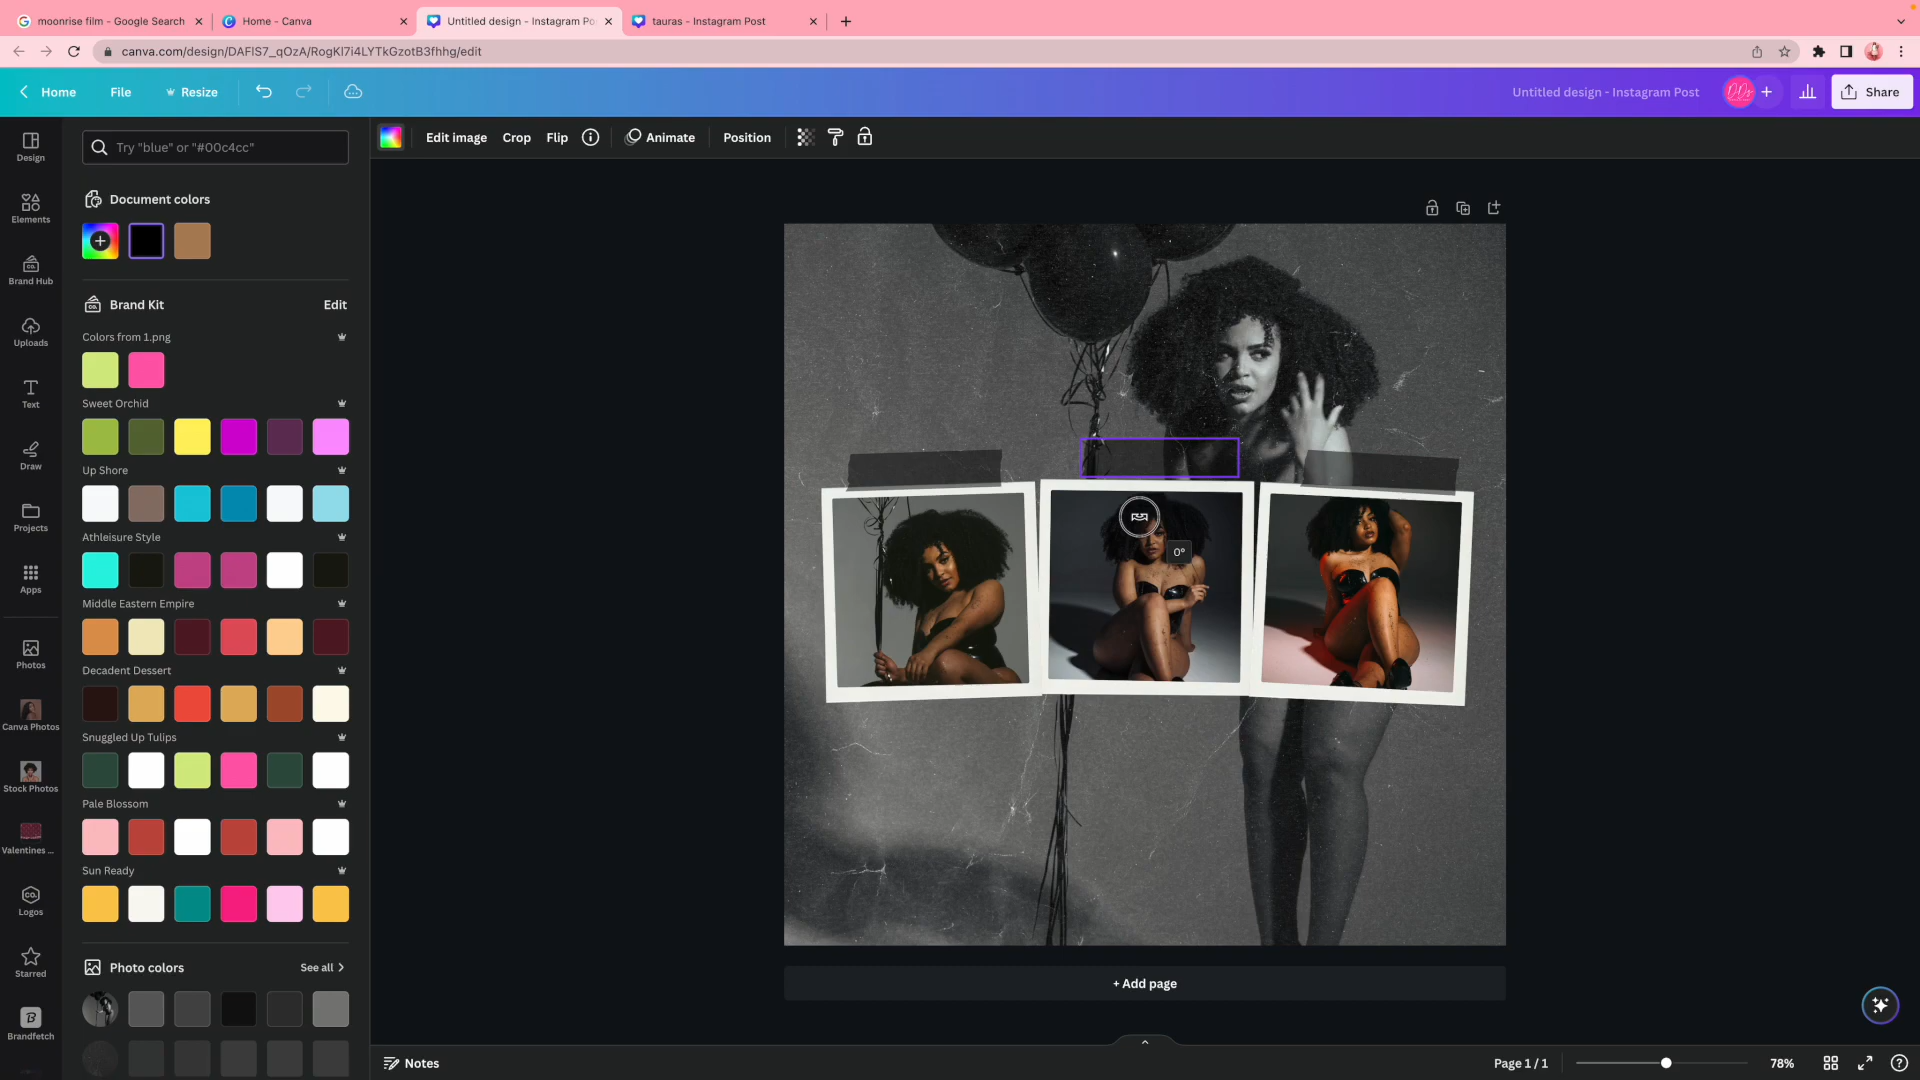 moonrise film - Google Search
Home - Canva
Untitled design - Instagram Po
tauras - Instagram Post
canva.com/design/DAFIS7_qOzA/RogKl7i4LYTkGzotB3fhhg/edit
Home
File
Resize
Untitled design - Instagram Post
Share
Design
Elements
Brand Hub
Uploads
Text
Draw
Projects
Apps
Photos
Canva Photos
Stock Photos
Valentines ...
Logos
Starred
Brandfetch
Try "blue" or "#00c4cc"
Document colors
Brand Kit
Edit
Colors from 1.png
Sweet Orchid
Up Shore
Athleisure Style
Middle Eastern Empire
Decadent Dessert
Snuggled Up Tulips
Pale Blossom
Sun Ready
Photo colors
See all
Edit image
Crop
Flip
Animate
Position
0°
+ Add page
Notes
Page 1 / 1
78%